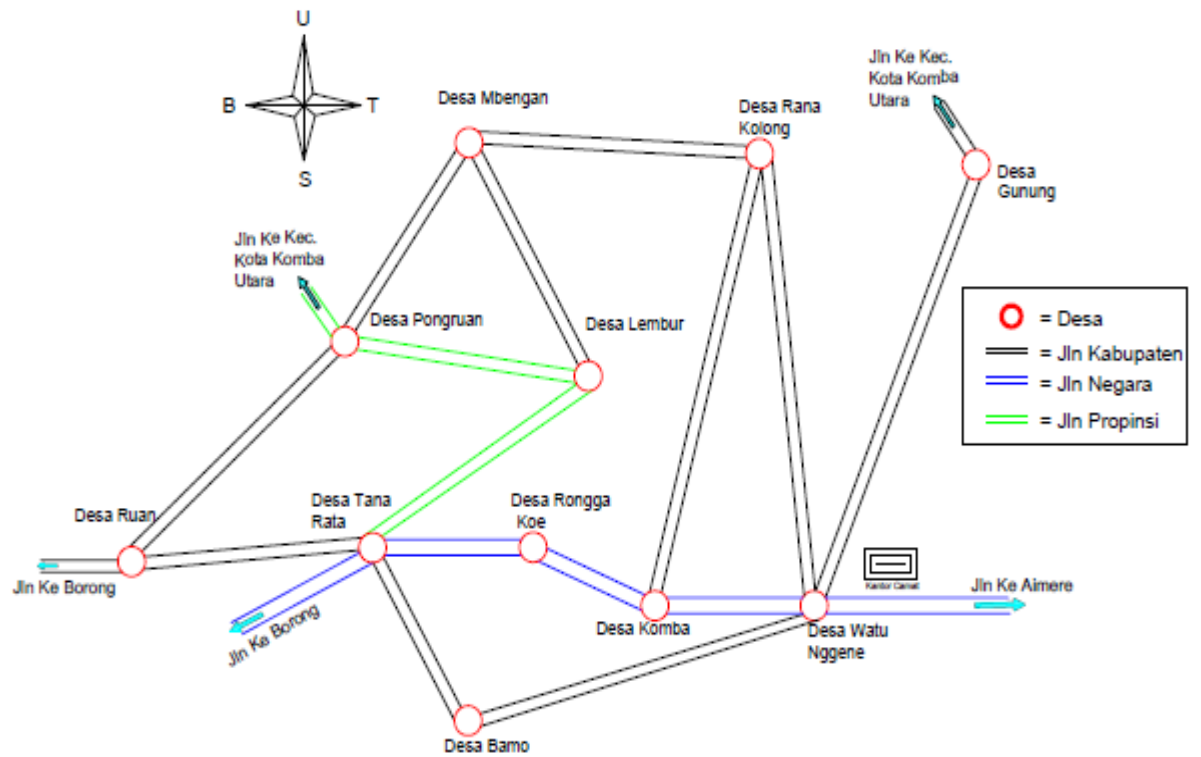 U
B
T
S
Desa Mbengan
Desa Rana
Kolong
Jln Ke Kec.
Kota Komba
Utara
Desa
Gunung
Jln Ke Kec.
Kota Komba
Utara
Desa Pongruan
Desa Lembur
= Desa
= Jln Kabupaten
= Jln Negara
= Jln Propinsi
Desa Ruan
Desa Tana
Rata
Desa Rongga
Koe
Jln Ke Borong
Jln Ke Borong
Kantor Camat
Jln Ke Aimere
Desa Komba
Desa Watu
Nggene
Desa Bamo